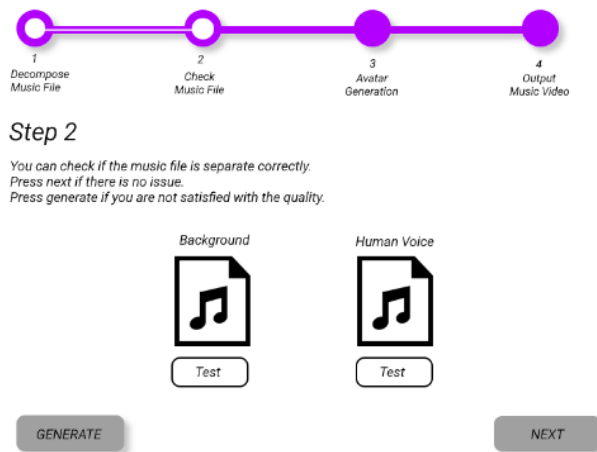 1
Decompose
Music File
2
Check
Music File
3
Avatar
Generation
4
Output
Music Video
Step 2
You can check if the music file is separate correctly.
Press next if there is no issue.
Press generate if you are not satisfied with the quality.
Background
Human Voice
Test
Test
GENERATE
NEXT